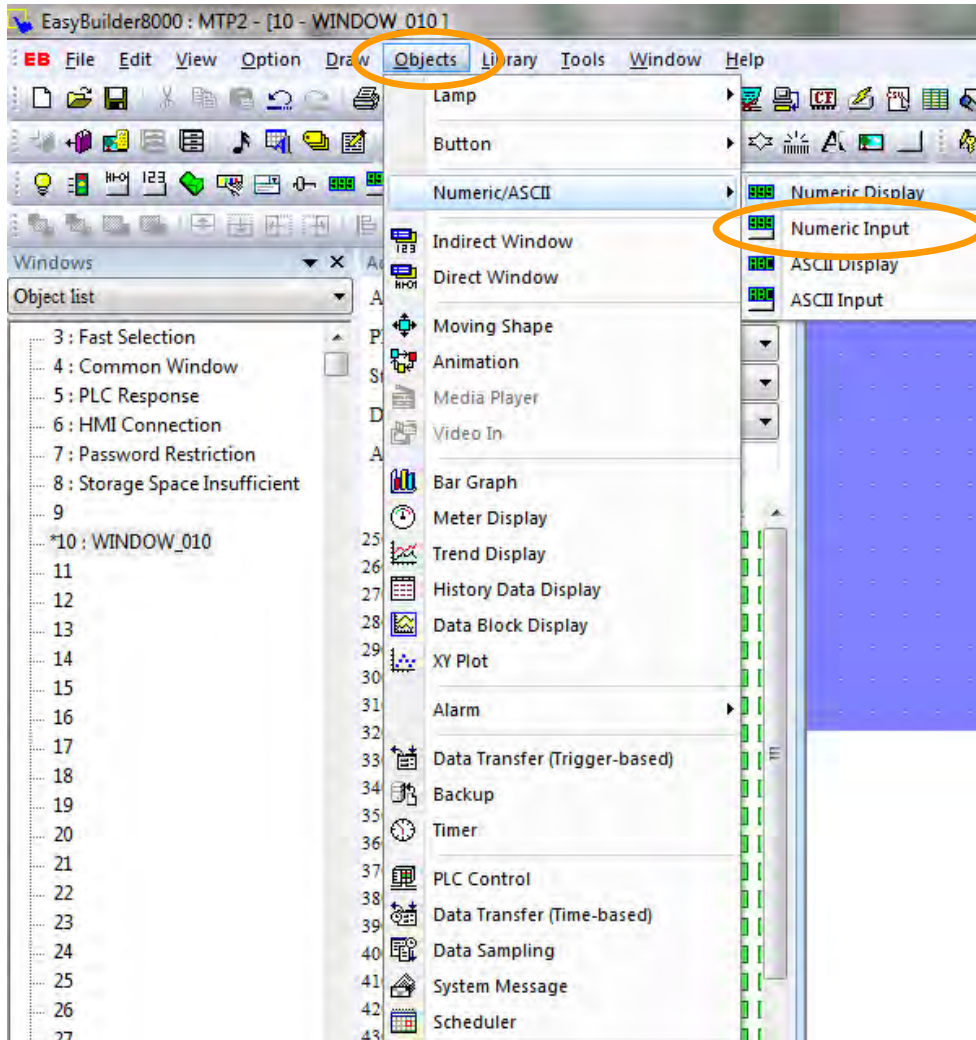 EasyBuilder8000 : MTP2 - [10 - WINDOW_010 ]
EB File Edit View Option Draw Objects Library Tools Window Help
Lamp
Button
Numeric/ASCII
Numeric Display
Numeric Input
ASCII Display
ASCII Input
Indirect Window
Direct Window
Moving Shape
Animation
Media Player
Video In
Bar Graph
Meter Display
Trend Display
History Data Display
Data Block Display
XY Plot
Alarm
Data Transfer (Trigger-based)
Backup
Timer
PLC Control
Data Transfer (Time-based)
Data Sampling
System Message
Scheduler
Windows
Object list
3 : Fast Selection
4 : Common Window
5 : PLC Response
6 : HMI Connection
7 : Password Restriction
8 : Storage Space Insufficient
9
*10 : WINDOW_010
11
12
13
14
15
16
17
18
19
20
21
22
23
24
25
26
27